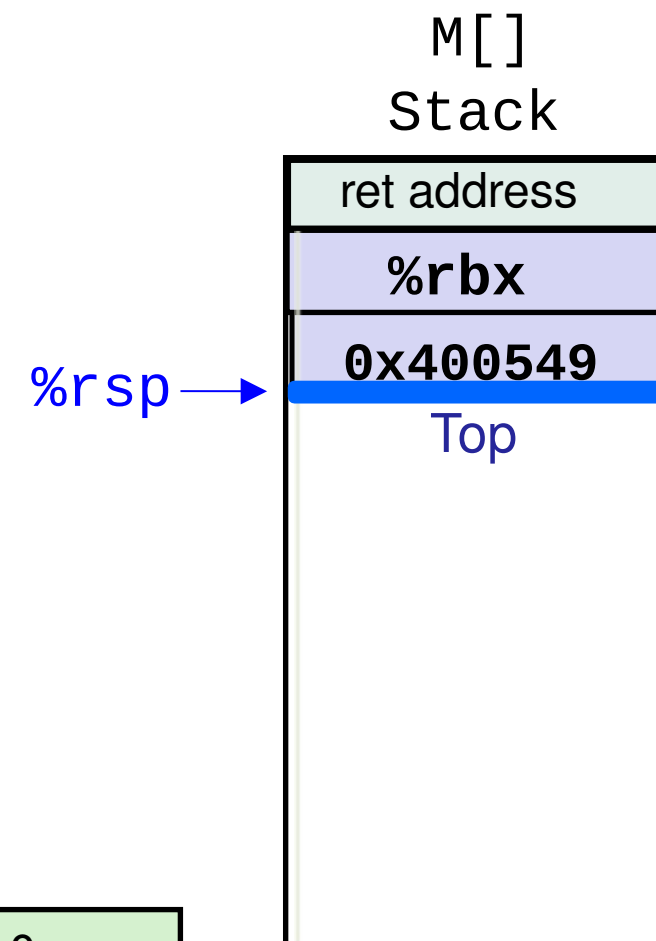 M[]
Stack
ret address
%rbx
0x400549
%rsp
Top